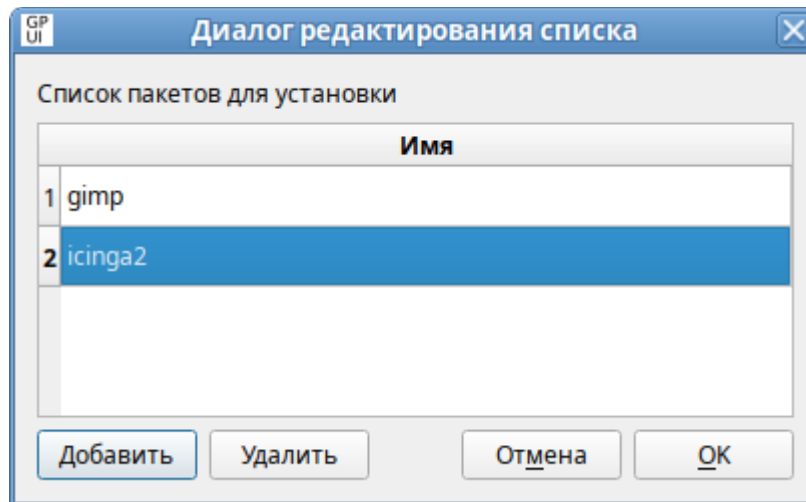 GP
UI
Диалог редактирования списка
Список пакетов для установки
Имя
1 gimp
2 icinga2
Добавить Удалить Отмена OK